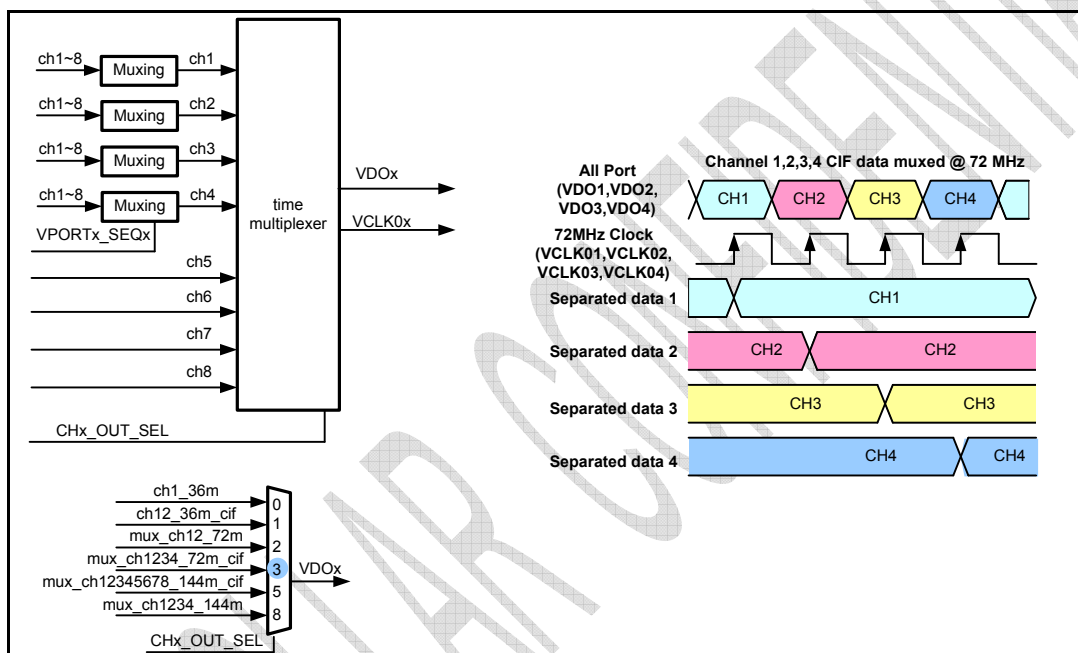 ch1~8
Muxing
ch1
ch1~8
Muxing
ch2
ch1~8
Muxing
ch3
ch1~8
Muxing
ch4
VPORTx_SEQx
ch5
ch6
ch7
ch8
CHx_OUT_SEL
time
multiplexer
VDOx
VCLK0x
Channel 1,2,3,4 CIF data muxed @ 72 MHz
All Port
(VDO1,VDO2,
VDO3,VDO4)
CH1
CH2
CH3
CH4
72MHz Clock
(VCLK01,VCLK02,
VCLK03,VCLK04)
Separated data 1
CH1
Separated data 2
CH2
CH2
Separated data 3
CH3
CH3
Separated data 4
CH4
CH4
ch1_36m
0
ch12_36m_cif
1
mux_ch12_72m
2
mux_ch1234_72m_cif
3
mux_ch12345678_144m_cif
5
mux_ch1234_144m
8
VDOx
CHx_OUT_SEL